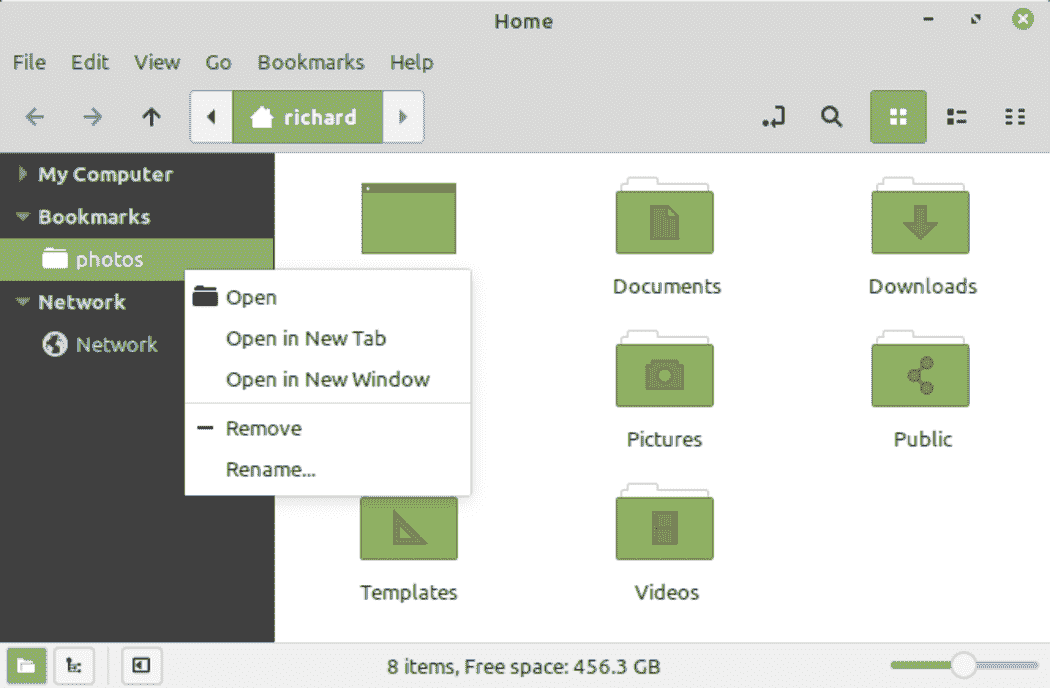 Home
File Edit View Go Bookmarks Help
richard
My Computer
Bookmarks
photos
Network
Network
Open
Open in New Tab
Open in New Window
Remove
Rename...
Documents
Downloads
Pictures
Public
Templates
Videos
8 items, Free space: 456.3 GB